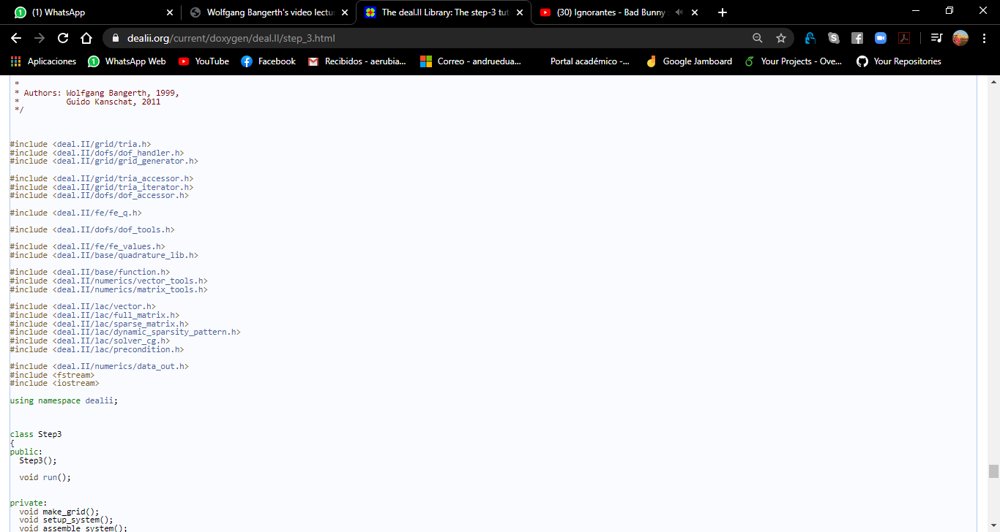 (1) WhatsApp
Wolfgang Bangerth's video lectu
The deal.II Library: The step-3 tut
(30) Ignorantes - Bad Bunny
dealii.org/current/doxygen/deal.II/step_3.html
Aplicaciones
WhatsApp Web
YouTube
Facebook
Recibidos - aerubia...
Correo - andruedua...
Portal académico -...
Google Jamboard
Your Projects - Ove...
Your Repositories
*
* Authors: Wolfgang Bangerth, 1999,
* Guido Kanschat, 2011
*/
#include <deal.II/grid/tria.h>
#include <deal.II/dofs/dof_handler.h>
#include <deal.II/grid/grid_generator.h>
#include <deal.II/grid/tria_accessor.h>
#include <deal.II/grid/tria_iterator.h>
#include <deal.II/dofs/dof_accessor.h>
#include <deal.II/fe/fe_q.h>
#include <deal.II/dofs/dof_tools.h>
#include <deal.II/fe/fe_values.h>
#include <deal.II/base/quadrature_lib.h>
#include <deal.II/base/function.h>
#include <deal.II/numerics/vector_tools.h>
#include <deal.II/numerics/matrix_tools.h>
#include <deal.II/lac/vector.h>
#include <deal.II/lac/full_matrix.h>
#include <deal.II/lac/sparse_matrix.h>
#include <deal.II/lac/dynamic_sparsity_pattern.h>
#include <deal.II/lac/solver_cg.h>
#include <deal.II/lac/precondition.h>
#include <deal.II/numerics/data_out.h>
#include <fstream>
#include <iostream>
using namespace dealii;
class Step3
{
public:
Step3();
void run();
private:
void make_grid();
void setup_system();
void assemble_system();